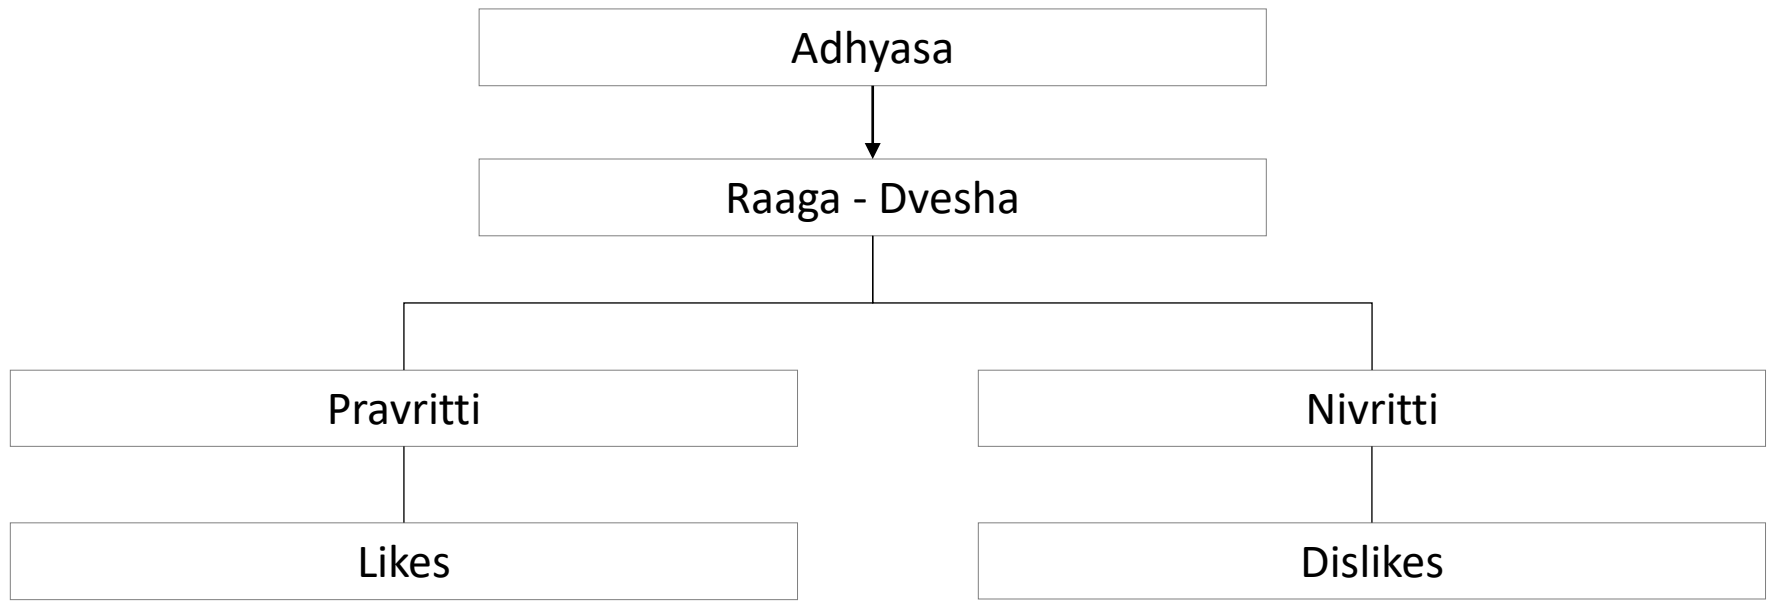 Adhyasa
Raaga - Dvesha
Pravritti
Nivritti
Likes
Dislikes